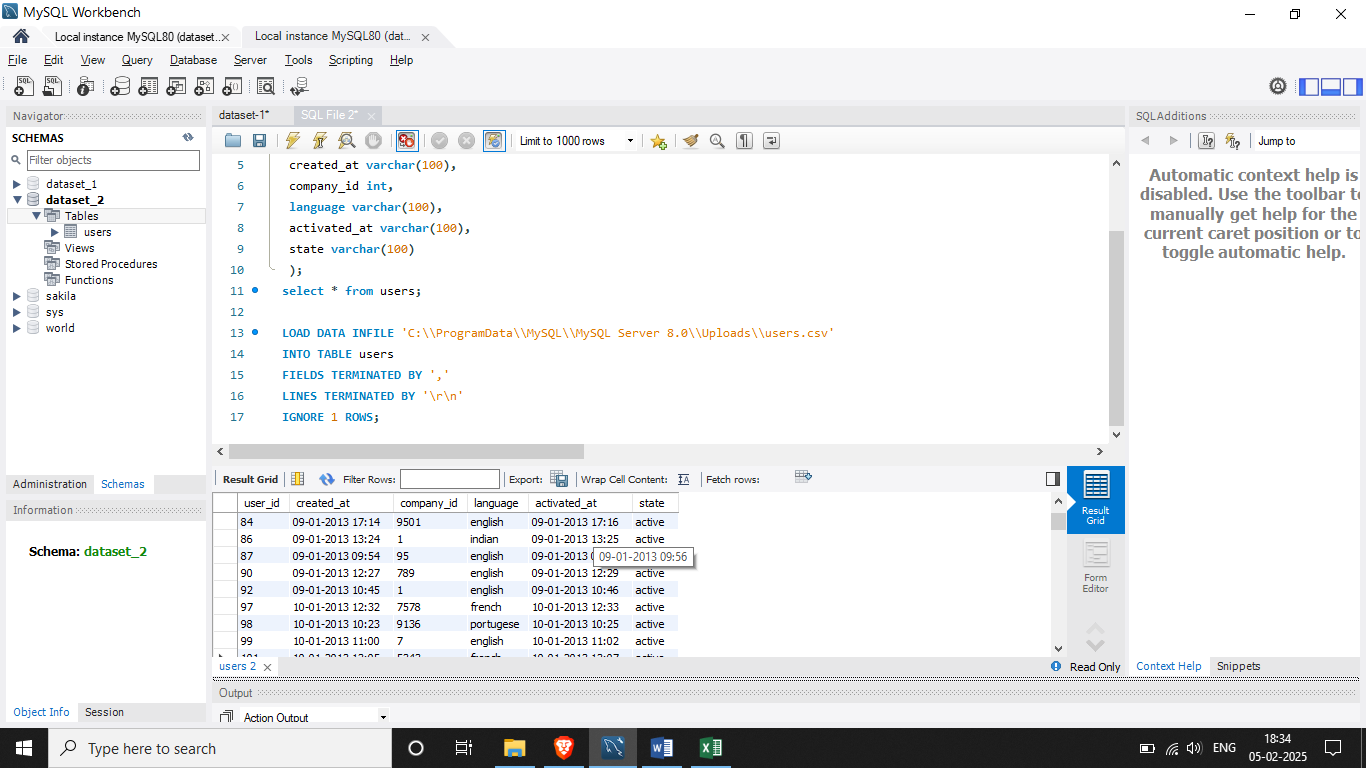 MySQL Workbench
Local instance MySQL80 (dataset... Local instance MySQL80 (dat...
File Edit View Query Database Server Tools Scripting Help
Navigator
SCHEMAS
Filter objects
dataset_1
dataset_2
Tables
users
Views
Stored Procedures
Functions
sakila
sys
world
Administration Schemas
Information
Schema: dataset_2
Object Info Session
dataset-1* SQL File 2*
Limit to 1000 rows
5 created_at varchar(100),
6 company_id int,
7 language varchar(100),
8 activated_at varchar(100),
9 state varchar(100)
10 );
11 select * from users;
12
13 LOAD DATA INFILE 'C:\\ProgramData\\MySQL\\MySQL Server 8.0\\Uploads\\users.csv'
14 INTO TABLE users
15 FIELDS TERMINATED BY ','
16 LINES TERMINATED BY '\r\n'
17 IGNORE 1 ROWS;
Result Grid Filter Rows: Export: Wrap Cell Content: Fetch rows:
user_id created_at company_id language activated_at state
84 09-01-2013 17:14 9501 english 09-01-2013 17:16 active
86 09-01-2013 13:24 1 indian 09-01-2013 13:25 active
87 09-01-2013 09:54 95 english 09-01-2013 active
09-01-2013 09:56
90 09-01-2013 12:27 789 english 09-01-2013 12:29 active
92 09-01-2013 10:45 1 english 09-01-2013 10:46 active
97 10-01-2013 12:32 7578 french 10-01-2013 12:33 active
98 10-01-2013 10:23 9136 portugese 10-01-2013 10:25 active
99 10-01-2013 11:00 7 english 10-01-2013 11:02 active
Result Grid
Form Editor
users 2
Read Only
Output
Action Output
SQLAdditions
Jump to
Automatic context help is
disabled. Use the toolbar to
manually get help for the
current caret position or to
toggle automatic help.
Context Help Snippets
Type here to search
ENG
18:34
05-02-2025